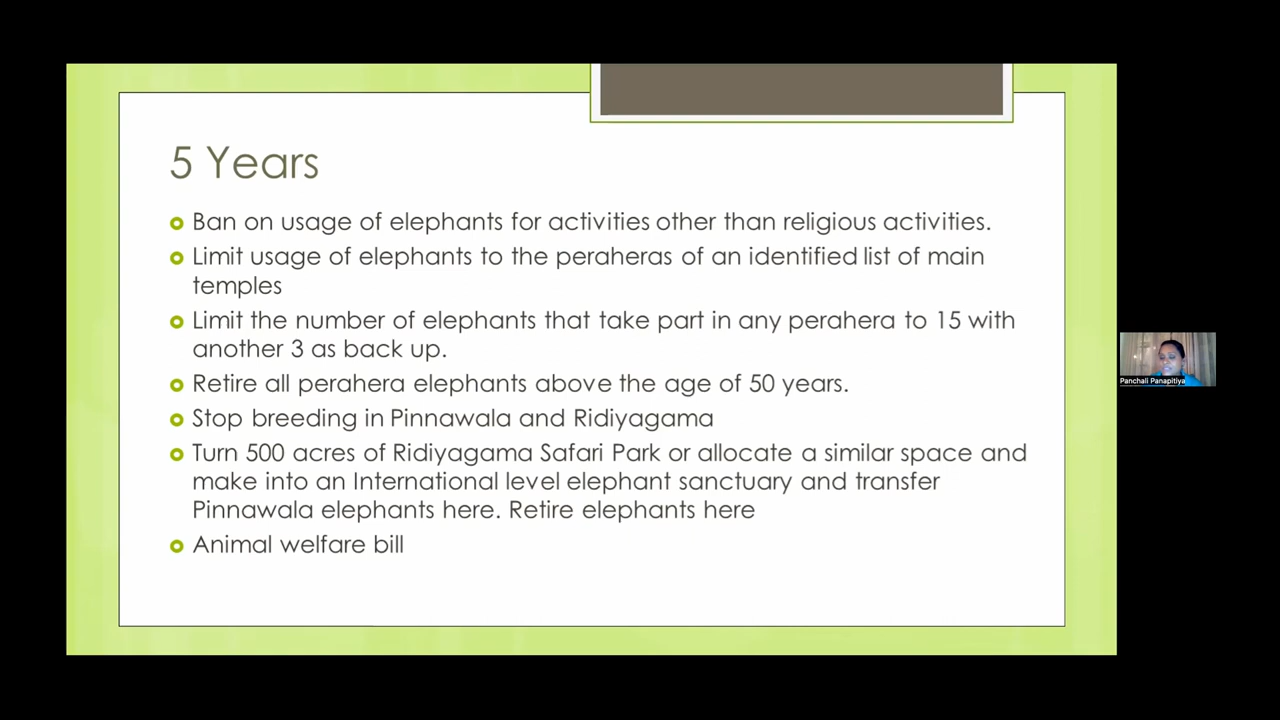 5 Years
Ban on usage of elephants for activities other than religious activities.
Limit usage of elephants to the peraheras of an identified list of main
temples
Limit the number of elephants that take part in any perahera to 15 with
another 3 as back up.
Retire all perahera elephants above the age of 50 years.
Stop breeding in Pinnawala and Ridiyagama
Turn 500 acres of Ridiyagama Safari Park or allocate a similar space and
make into an International level elephant sanctuary and transfer
Pinnawala elephants here. Retire elephants here
Animal welfare bill
Panchali Panapitiya